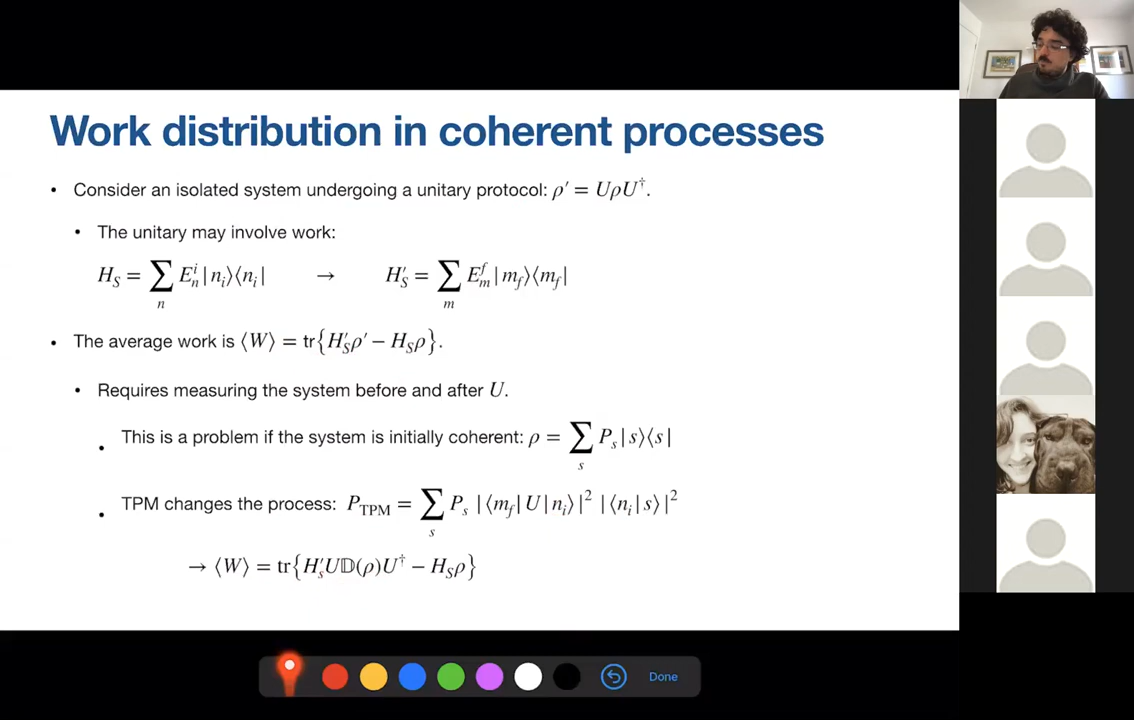 Work distribution in coherent processes
• Consider an isolated system undergoing a unitary protocol: ρ′ = UρU†.
• The unitary may involve work:
H_S = ∑_n E_n^i |n_i⟩⟨n_i| → H′_S = ∑_m E_m^f |m_f⟩⟨m_f|
• The average work is ⟨W⟩ = tr{H′_Sρ′ − H_Sρ}.
• Requires measuring the system before and after U.
• This is a problem if the system is initially coherent: ρ = ∑_s P_s|s⟩⟨s|
• TPM changes the process: P_TPM = ∑_s P_s |⟨m_f|U|n_i⟩|² |⟨n_i|s⟩|²
→ ⟨W⟩ = tr{H′_s U𝔻(ρ)U† − H_Sρ}
Done